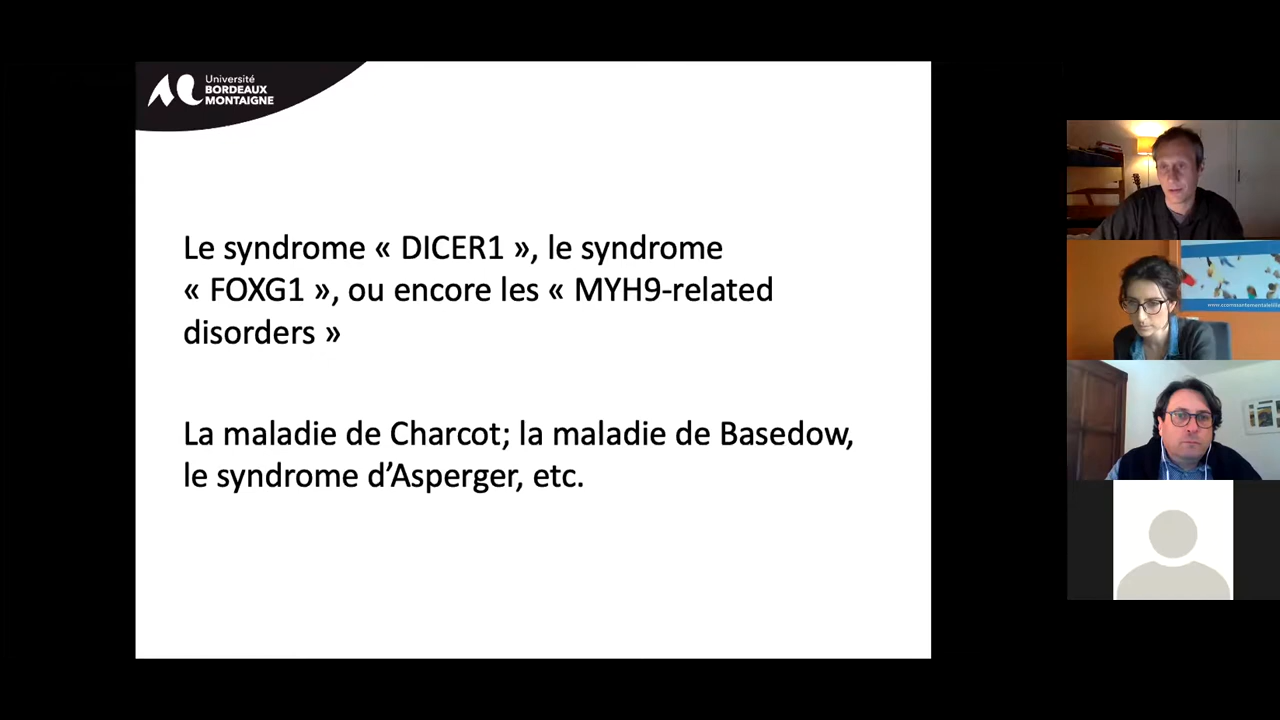 Université
BORDEAUX
MONTAIGNE
Le syndrome « DICER1 », le syndrome
« FOXG1 », ou encore les « MYH9-related
disorders »
La maladie de Charcot; la maladie de Basedow,
le syndrome d’Asperger, etc.